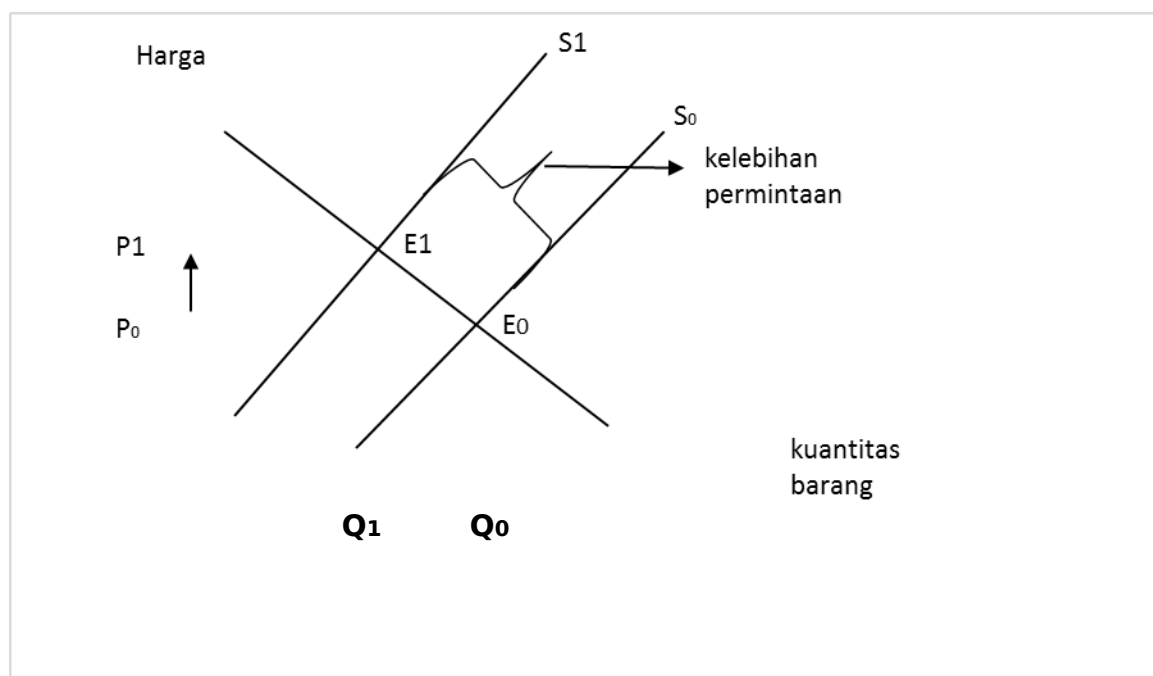 Harga
S1
S₀
kelebihan
permintaan
P1
E1
P₀
E0
kuantitas
barang
Q₁
Q₀